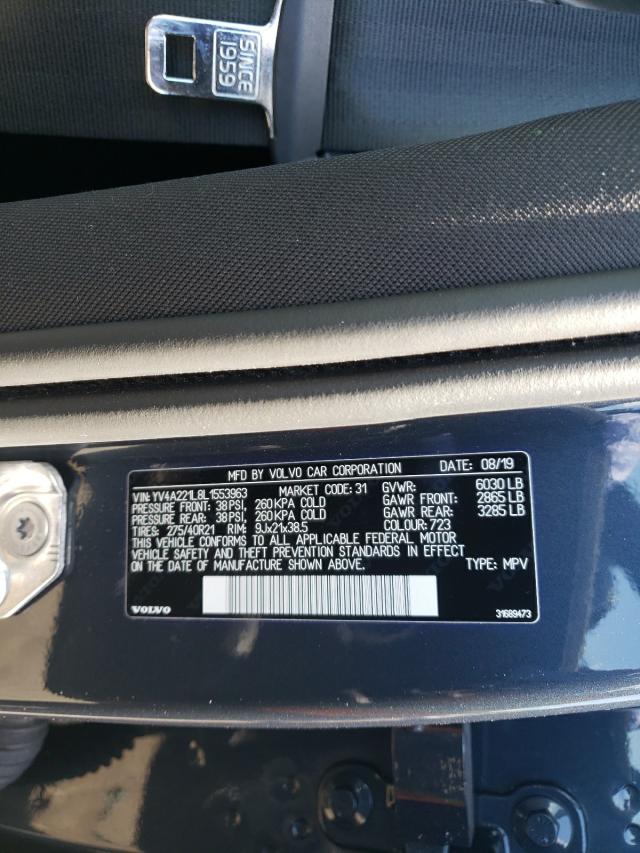 SINCE
1959
MFD BY VOLVO CAR CORPORATION DATE: 08/19
VIN: YV4A221L8L1553963 MARKET CODE: 31 GVWR: 6030 LB
PRESSURE FRONT: 38 PSI, 260 KPA COLD GAWR FRONT: 2865 LB
PRESSURE REAR: 38 PSI, 260 KPA COLD GAWR REAR: 3285 LB
TIRES: 275/40R21 RIM: 9Jx21x38.5 COLOUR: 723
THIS VEHICLE CONFORMS TO ALL APPLICABLE FEDERAL MOTOR
VEHICLE SAFETY AND THEFT PREVENTION STANDARDS IN EFFECT
ON THE DATE OF MANUFACTURE SHOWN ABOVE. TYPE: MPV
VOLVO 31689473